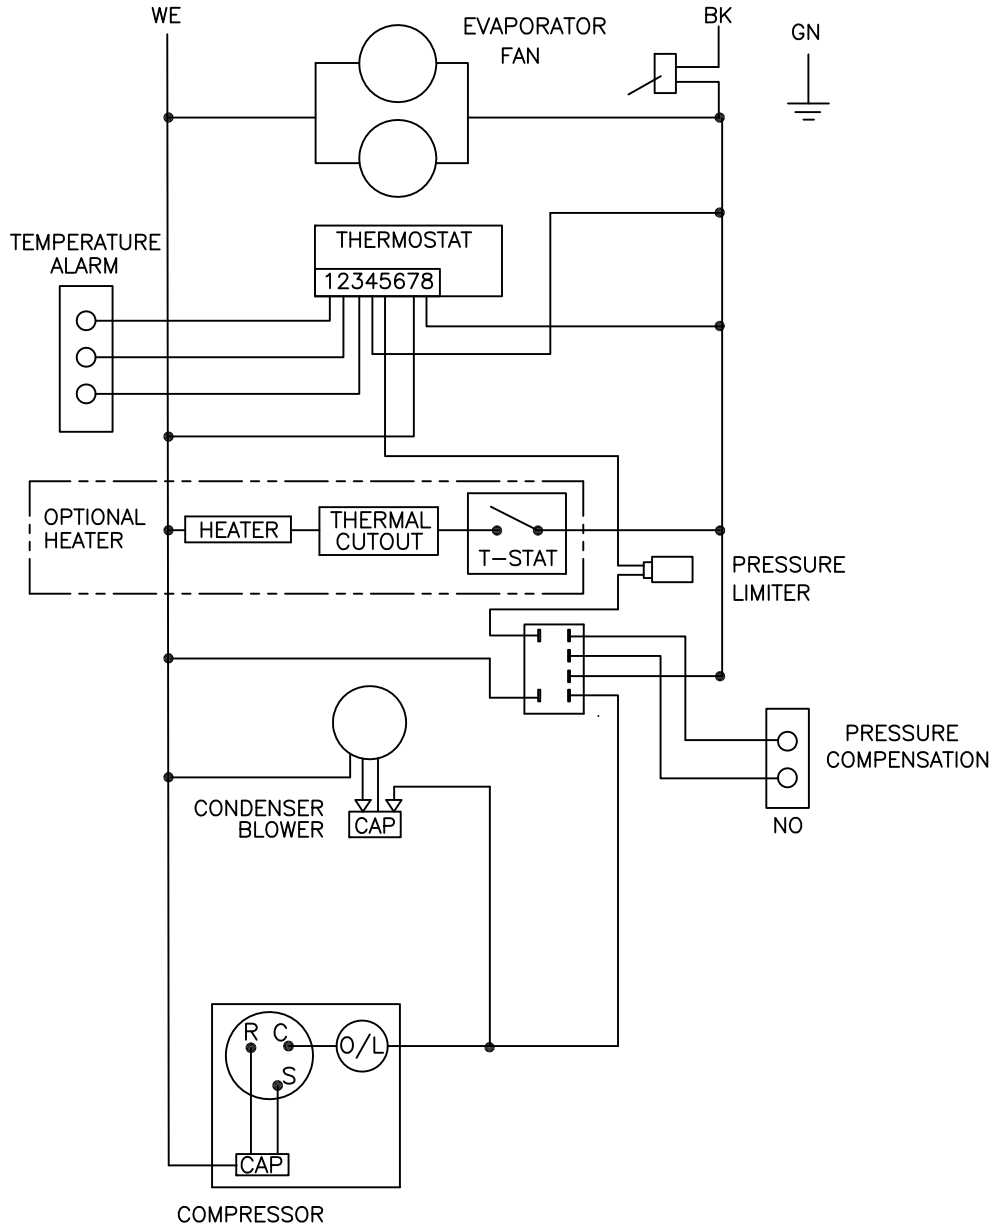 WE
EVAPORATOR
FAN
BK
GN
TEMPERATURE
ALARM
THERMOSTAT
12345678
OPTIONAL
HEATER
HEATER
THERMAL
CUTOUT
T-STAT
PRESSURE
LIMITER
PRESSURE
COMPENSATION
NO
CONDENSER
BLOWER
CAP
R
C
S
O/L
CAP
COMPRESSOR